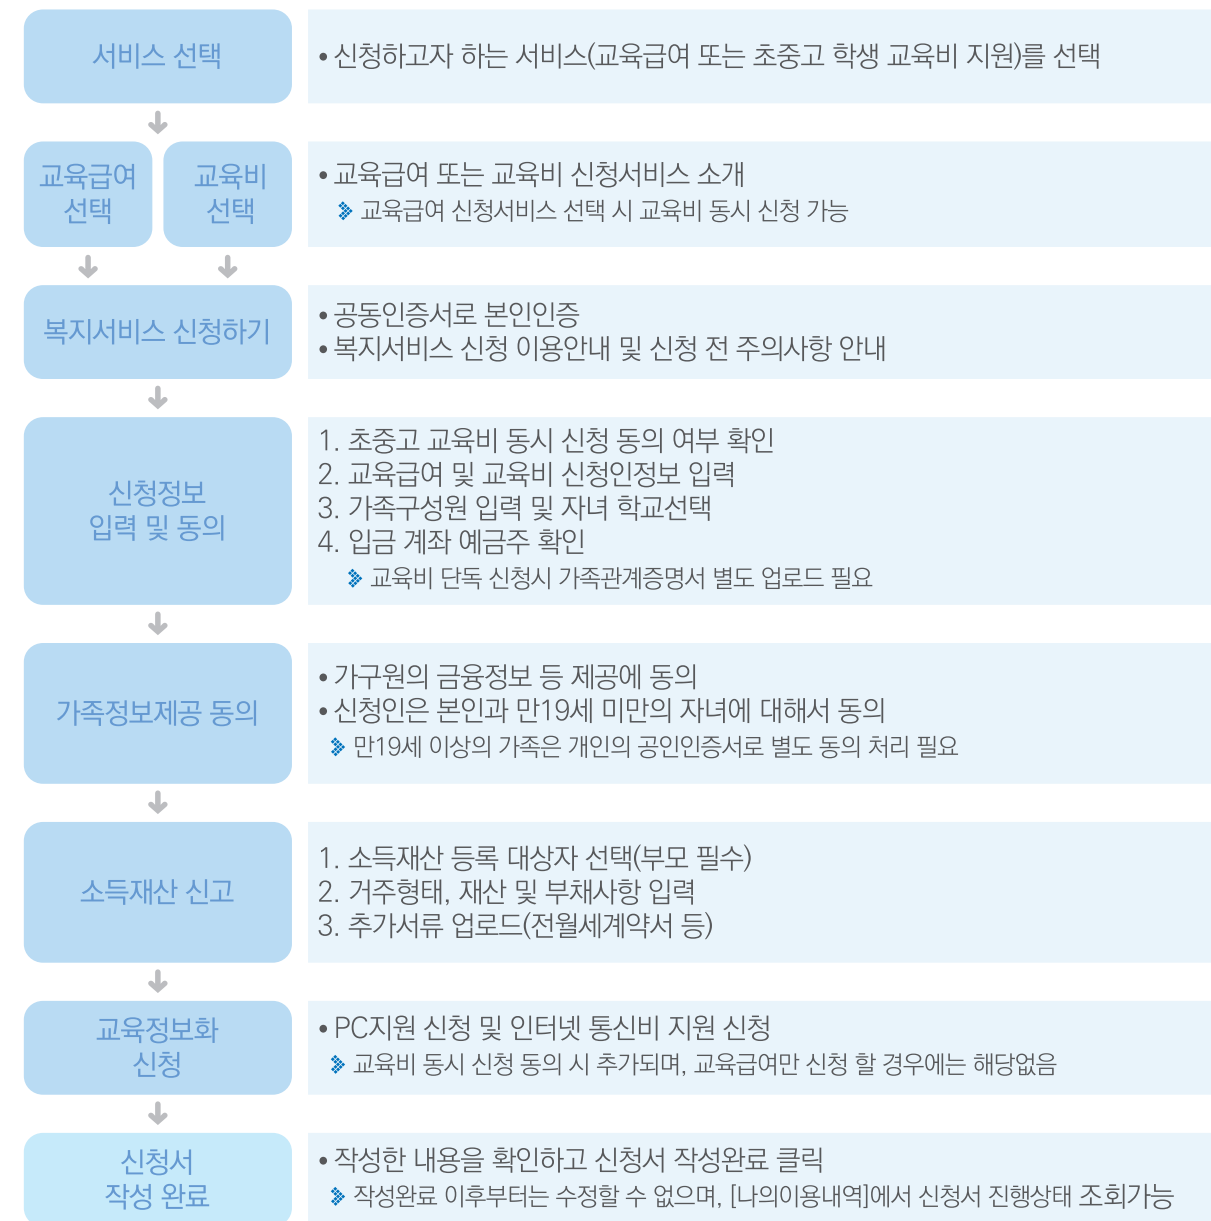 서비스 선택
• 신청하고자 하는 서비스(교육급여 또는 초중고 학생 교육비 지원)를 선택
교육급여
선택
교육비
선택
• 교육급여 또는 교육비 신청서비스 소개
교육급여 신청서비스 선택 시 교육비 동시 신청 가능
복지서비스 신청하기
• 공동인증서로 본인인증
• 복지서비스 신청 이용안내 및 신청 전 주의사항 안내
신청정보
입력 및 동의
1. 초중고 교육비 동시 신청 동의 여부 확인
2. 교육급여 및 교육비 신청인정보 입력
3. 가족구성원 입력 및 자녀 학교선택
4. 입금 계좌 예금주 확인
교육비 단독 신청시 가족관계증명서 별도 업로드 필요
가족정보제공 동의
• 가구원의 금융정보 등 제공에 동의
• 신청인은 본인과 만19세 미만의 자녀에 대해서 동의
만19세 이상의 가족은 개인의 공인인증서로 별도 동의 처리 필요
소득재산 신고
1. 소득재산 등록 대상자 선택(부모 필수)
2. 거주형태, 재산 및 부채사항 입력
3. 추가서류 업로드(전월세계약서 등)
교육정보화
신청
• PC지원 신청 및 인터넷 통신비 지원 신청
교육비 동시 신청 동의 시 추가되며, 교육급여만 신청 할 경우에는 해당없음
신청서
작성 완료
• 작성한 내용을 확인하고 신청서 작성완료 클릭
작성완료 이후부터는 수정할 수 없으며, [나의이용내역]에서 신청서 진행상태 조회가능